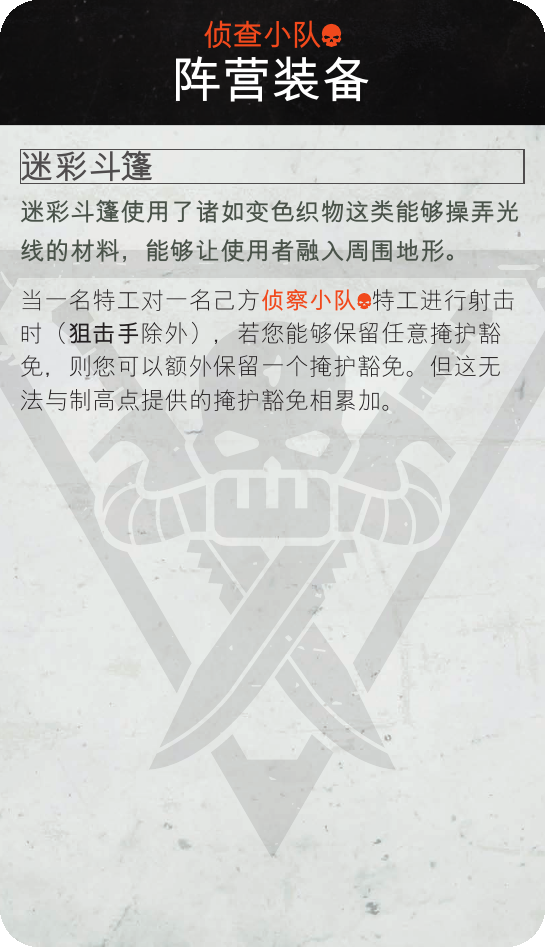 侦查小队
阵营装备
迷彩斗篷
迷彩斗篷使用了诸如变色织物这类能够操弄光
线的材料，能够让使用者融入周围地形。
当一名特工对一名己方侦察小队特工进行射击
时（狙击手除外），若您能够保留任意掩护豁
免，则您可以额外保留一个掩护豁免。但这无
法与制高点提供的掩护豁免相累加。